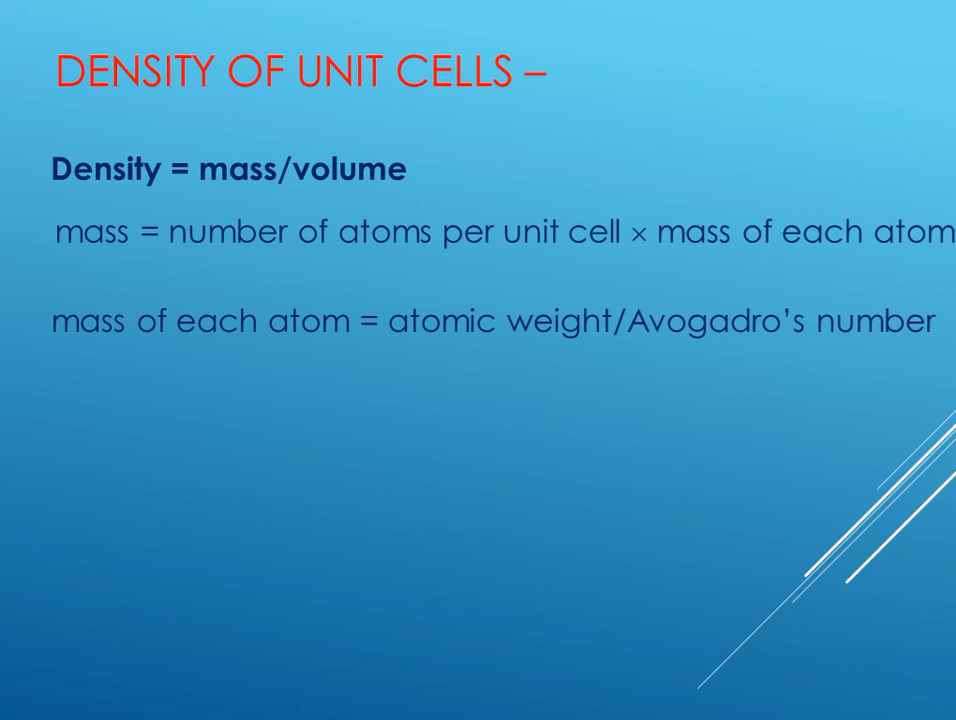 DENSITY OF UNIT CELLS –
Density = mass/volume
mass = number of atoms per unit cell × mass of each atom
mass of each atom = atomic weight/Avogadro’s number